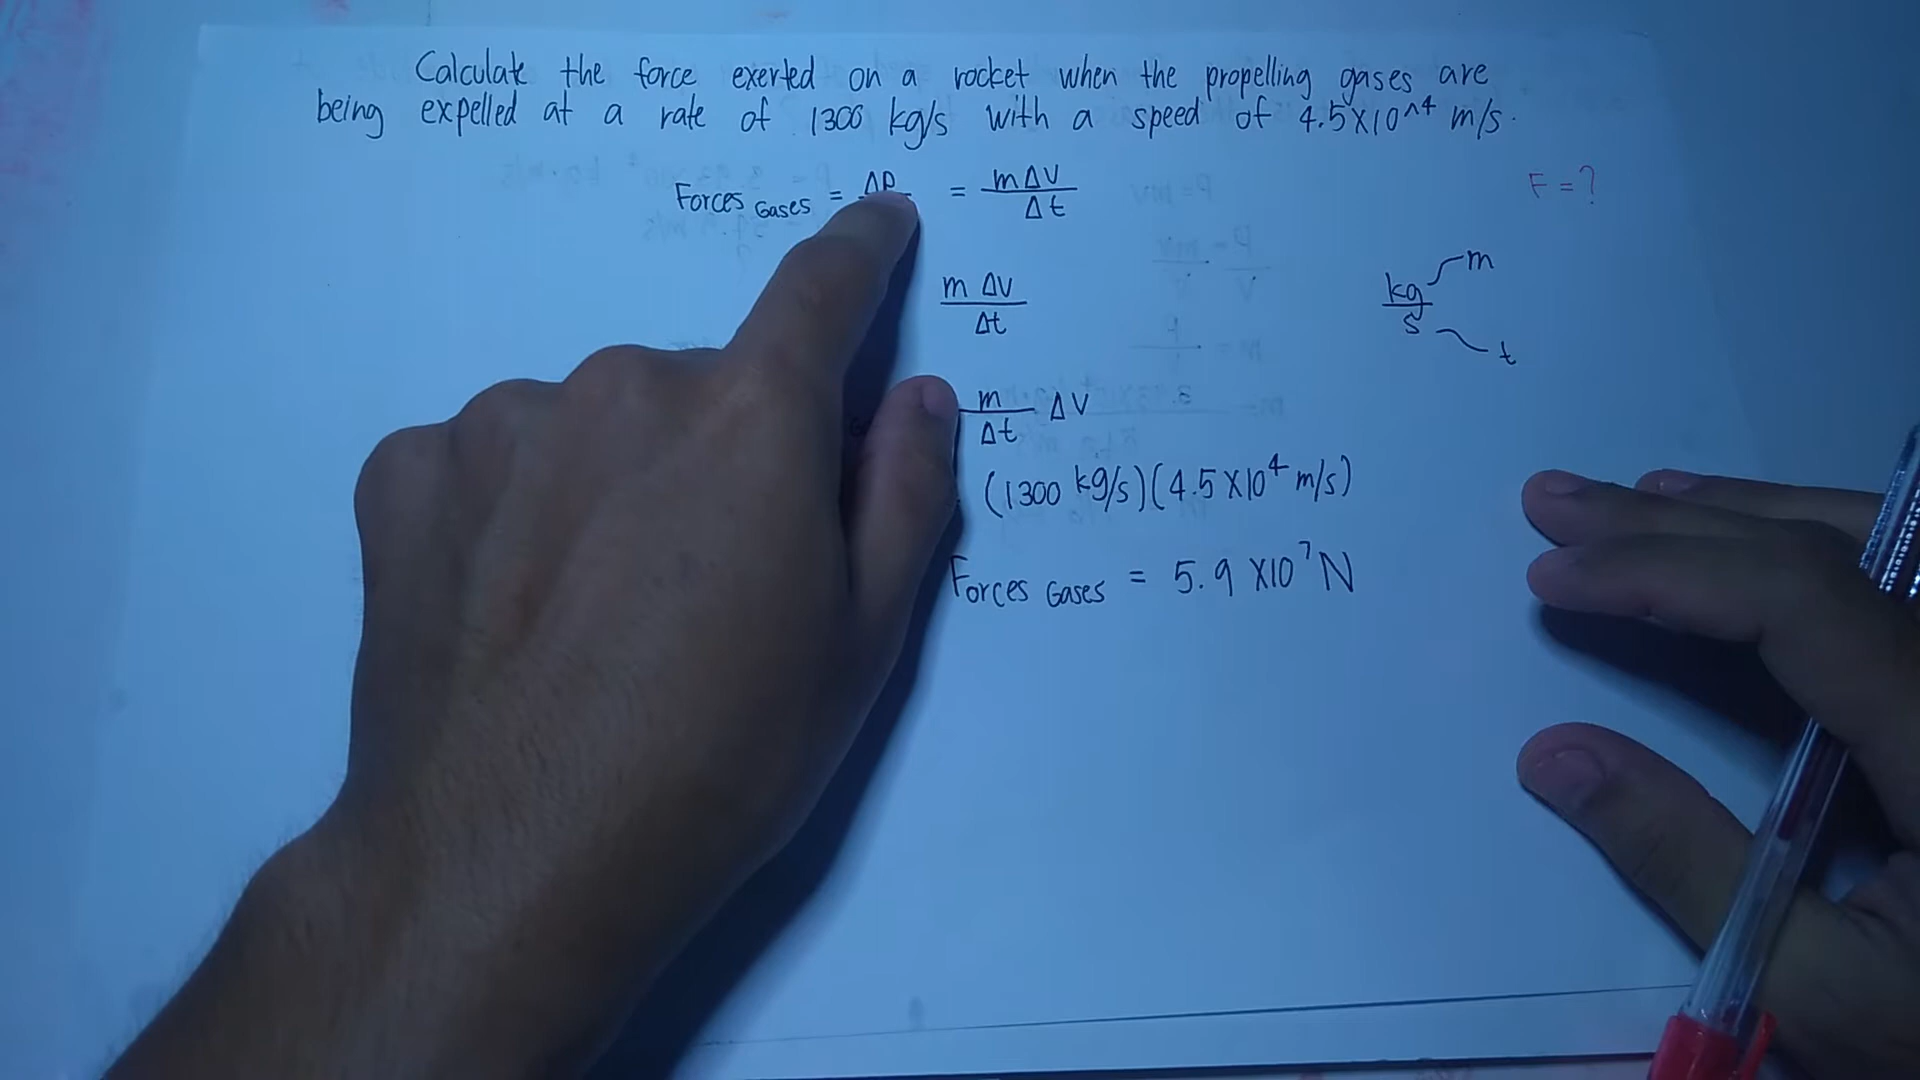 Calculate the force exerted on a rocket when the propelling gases are
being expelled at a rate of 1300 kg/s with a speed of 4.5X10^4 m/s.
Forces Gases = ΔP = mΔV / Δt
F = ?
m ΔV / Δt
kg / s m t
m / Δt ΔV
(1300 kg/s)(4.5X10⁴ m/s)
Forces Gases = 5.9 X10⁷ N